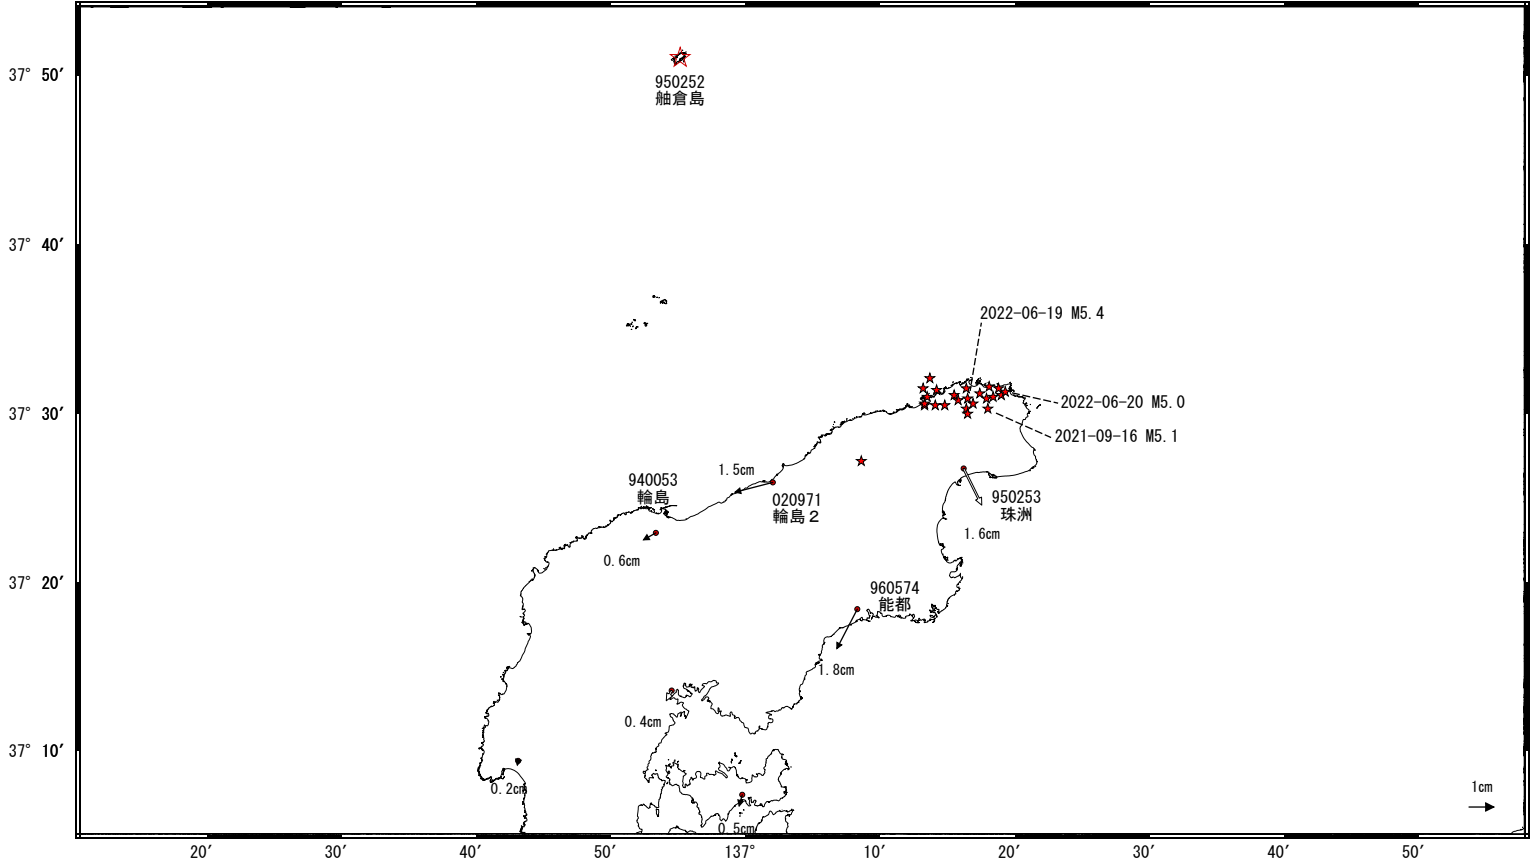 37° 50′
950252
舳倉島
37° 40′
2022-06-19 M5.4
37° 30′
2022-06-20 M5.0
2021-09-16 M5.1
1.5cm
940053
輪島
020971
輪島２
950253
珠洲
1.6cm
0.6cm
37° 20′
960574
能都
1.8cm
0.4cm
37° 10′
0.2cm
1cm
0.5cm
20′ 30′ 40′ 50′ 137° 10′ 20′ 30′ 40′ 50′